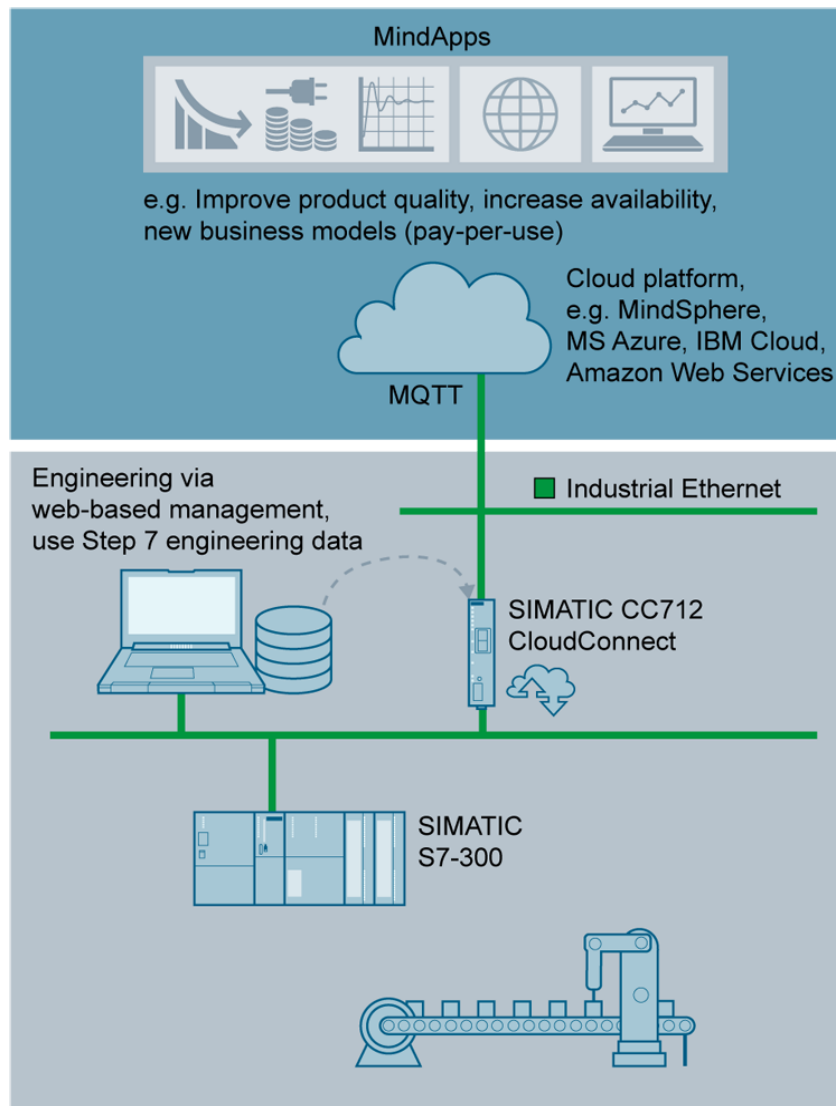 MindApps
e.g. Improve product quality, increase availability,
new business models (pay-per-use)
Cloud platform,
e.g. MindSphere,
MS Azure, IBM Cloud,
Amazon Web Services
MQTT
Engineering via
web-based management,
use Step 7 engineering data
Industrial Ethernet
SIMATIC CC712
CloudConnect
SIMATIC
S7-300